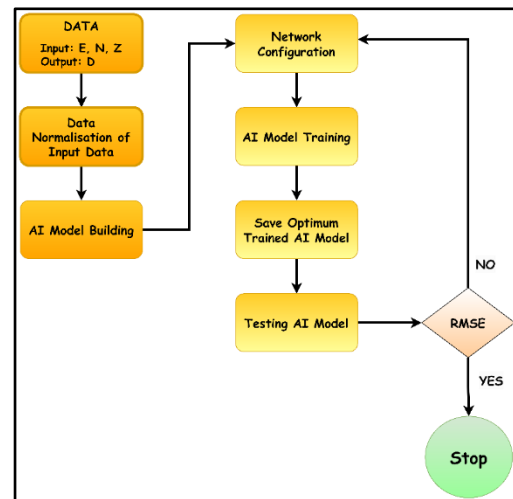 DATA
Input: E, N, Z
Output: D
Data
Normalisation of
Input Data
AI Model Building
Network
Configuration
AI Model Training
Save Optimum
Trained AI Model
Testing AI Model
NO
RMSE
YES
Stop